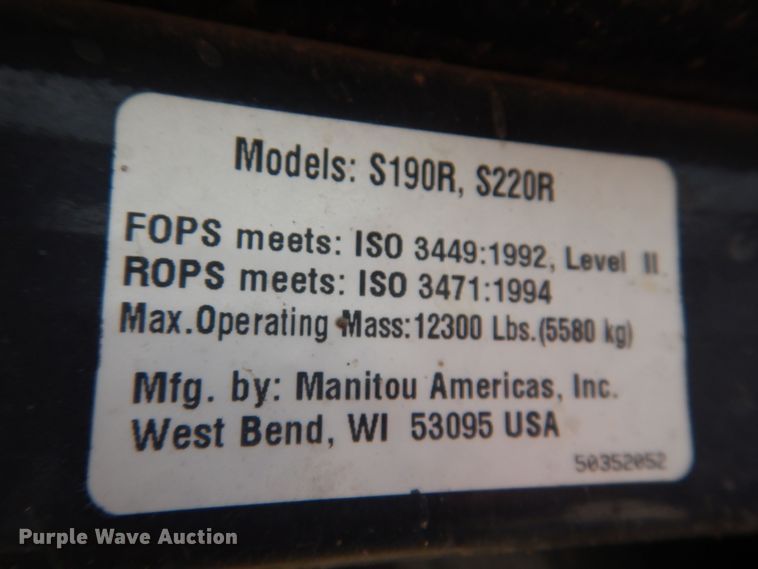 Models: S190R, S220R
FOPS meets: ISO 3449:1992, Level II
ROPS meets: ISO 3471:1994
Max.Operating Mass:12300 Lbs.(5580 kg)
Mfg. by: Manitou Americas, Inc.
West Bend, WI 53095 USA
50352052
Purple Wave Auction